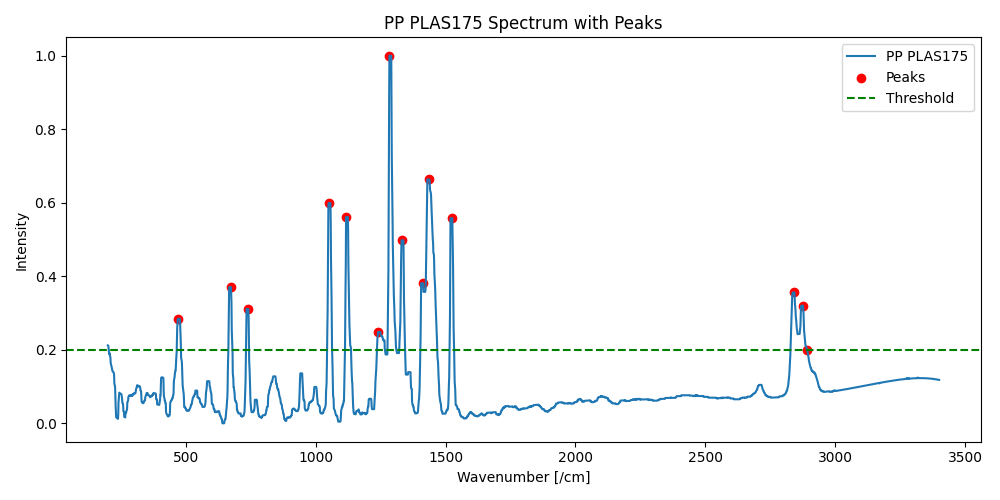 PP PLAS175 Spectrum with Peaks
PP PLAS175
Peaks
Threshold
Intensity
1.0
0.8
0.6
0.4
0.2
0.0
500 1000 1500 2000 2500 3000 3500
Wavenumber [/cm]